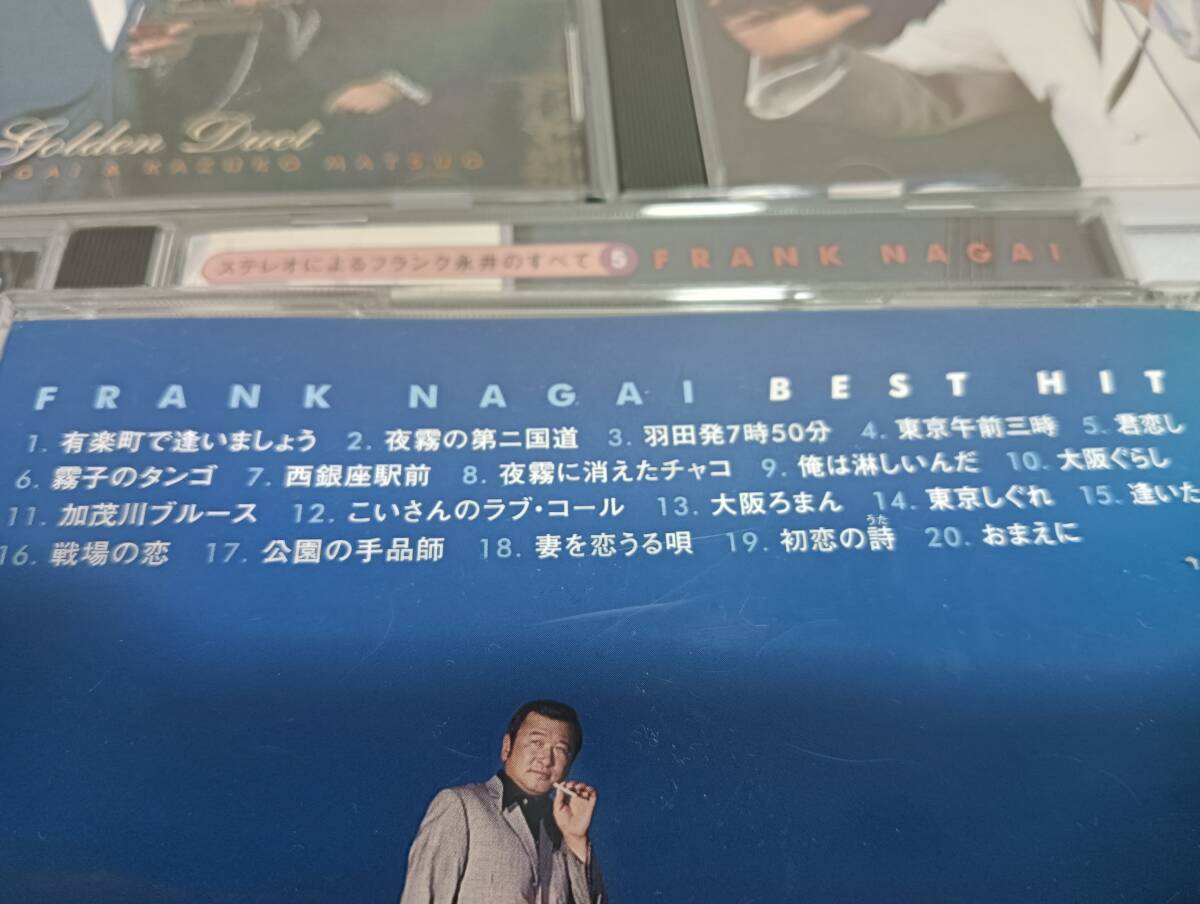 Golden Duet
GAI & KAZUKO MATSUO
ステレオによるフランク永井のすべて 5 FRANK NAGAI
FRANK NAGAI BEST HIT
1. 有楽町で逢いましょう 2. 夜霧の第二国道 3. 羽田発7時50分 4. 東京午前三時 5. 君恋し
6. 霧子のタンゴ 7. 西銀座駅前 8. 夜霧に消えたチャコ 9. 俺は淋しいんだ 10. 大阪ぐらし
11. 加茂川ブルース 12. こいさんのラブ・コール 13. 大阪ろまん 14. 東京しぐれ 15. 逢いた
16. 戦場の恋 17. 公園の手品師 18. 妻を恋うる唄 19. 初恋の詩(うた) 20. おまえに